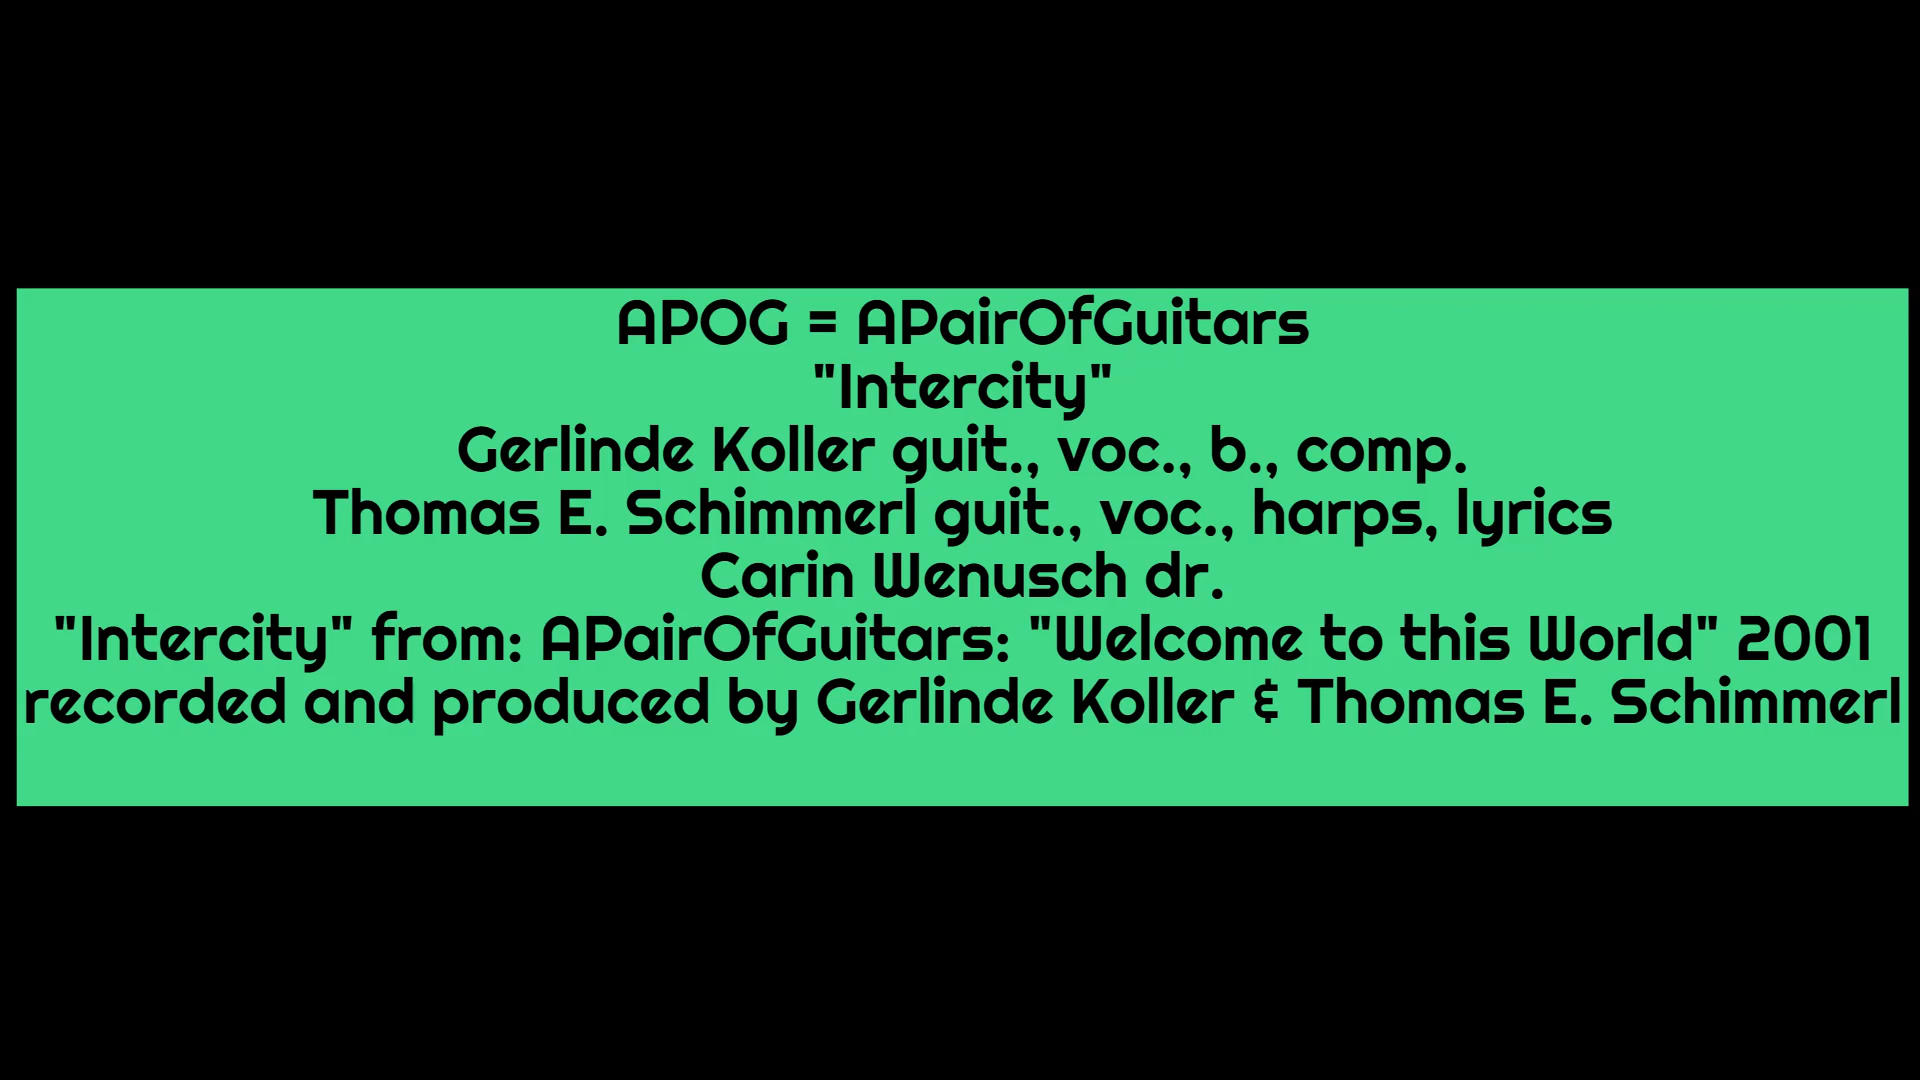 APOG = APairOfGuitars
"Intercity"
Gerlinde Koller guit., voc., b., comp.
Thomas E. Schimmerl guit., voc., harps, lyrics
Carin Wenusch dr.
"Intercity" from: APairOfGuitars: "Welcome to this World" 2001
recorded and produced by Gerlinde Koller & Thomas E. Schimmerl